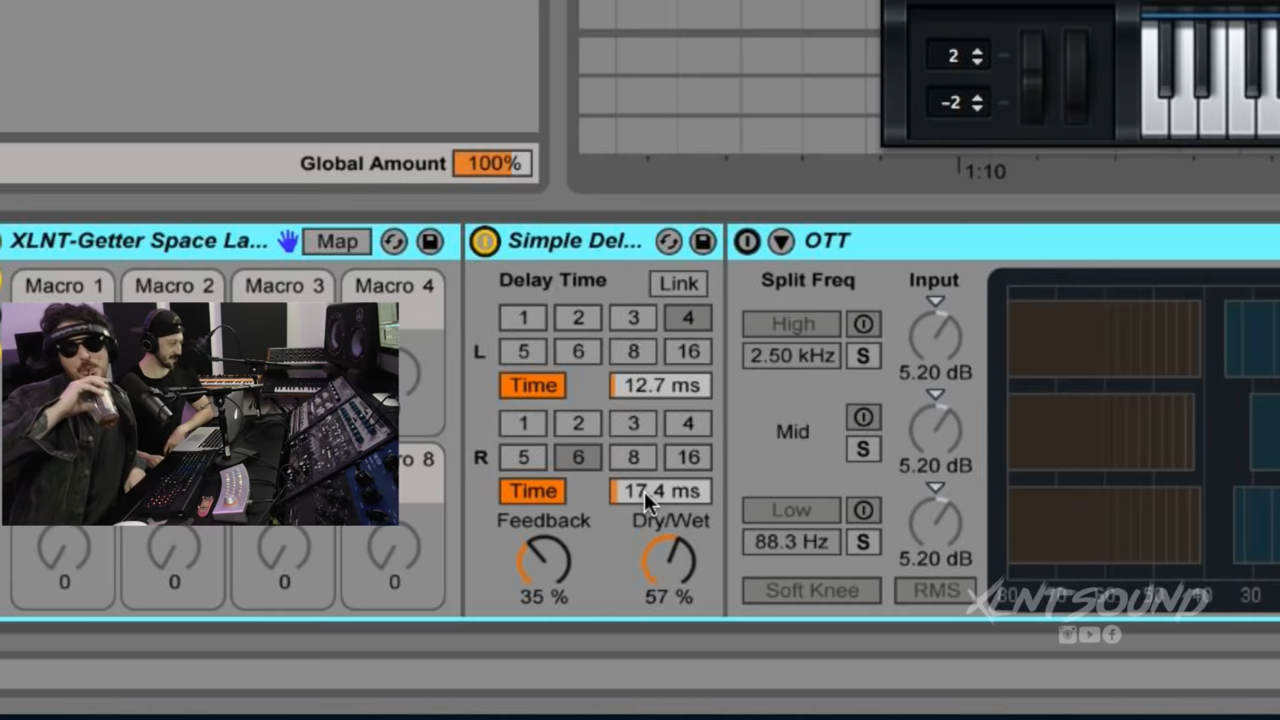 2
-2
Global Amount 100%
1:10
XLNT-Getter Space La... Map
Simple Del...
OTT
Macro 1 Macro 2 Macro 3 Macro 4
ro 8
0 0 0 0
Delay Time Link
1 2 3 4
L 5 6 8 16
Time 12.7 ms
1 2 3 4
R 5 6 8 16
Time 17.4 ms
Feedback Dry/Wet
35 % 57 %
Split Freq Input
High
2.50 kHz S 5.20 dB
Mid
S 5.20 dB
Low
88.3 Hz S 5.20 dB
Soft Knee RMS
XLNTSOUND
30